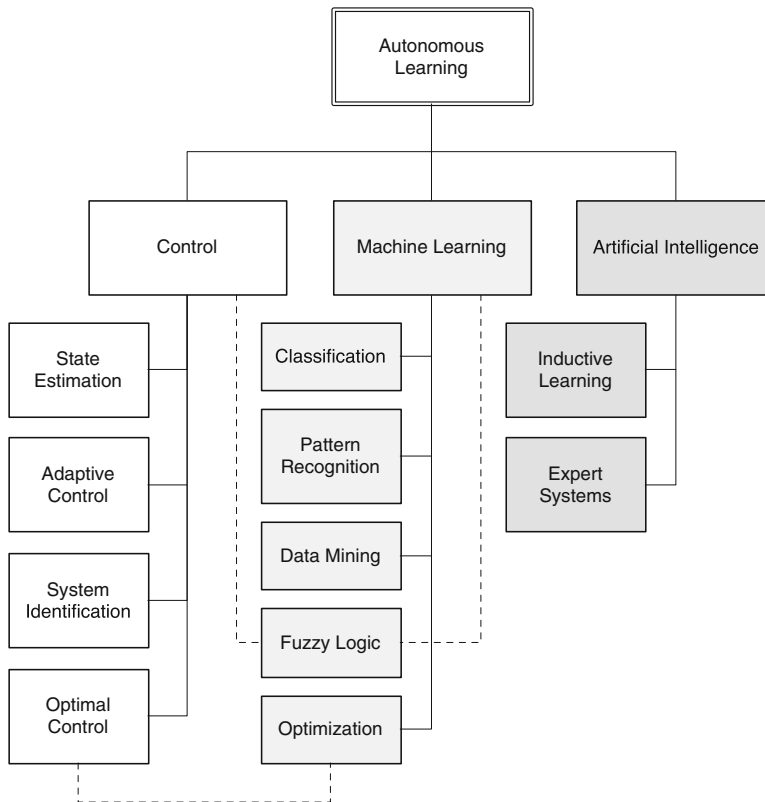 Autonomous
Learning
Control
Machine Learning
Artificial Intelligence
State
Estimation
Adaptive
Control
System
Identification
Optimal
Control
Classification
Pattern
Recognition
Data Mining
Fuzzy Logic
Optimization
Inductive
Learning
Expert
Systems